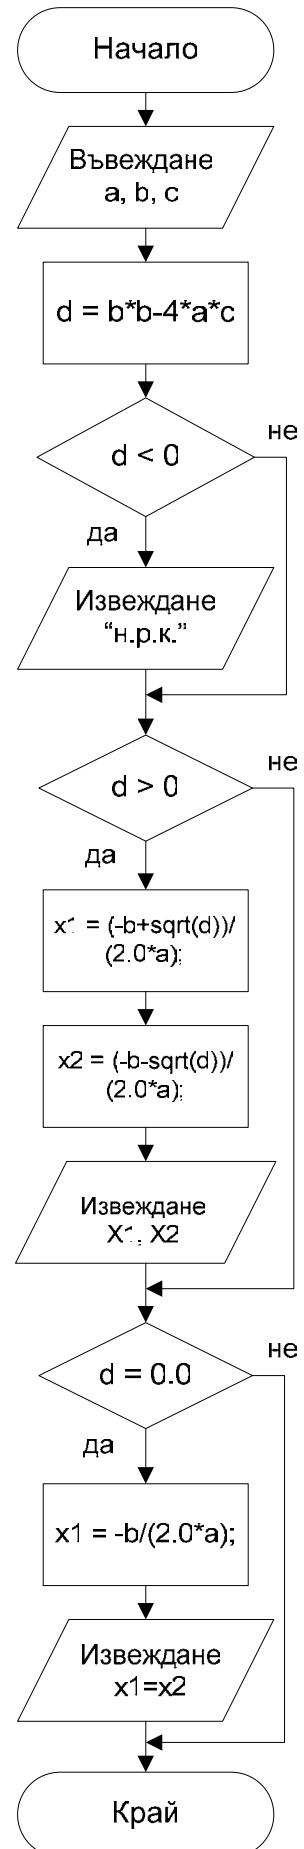 Начало
Въвеждане
a, b, c
d = b*b-4*a*c
не
d < 0
да
Извеждане
“н.р.к.”
не
d > 0
да
x1 = (-b+sqrt(d))/
(2.0*a);
x2 = (-b-sqrt(d))/
(2.0*a);
Извеждане
X1, X2
не
d = 0.0
да
x1 = -b/(2.0*a);
Извеждане
x1=x2
Край